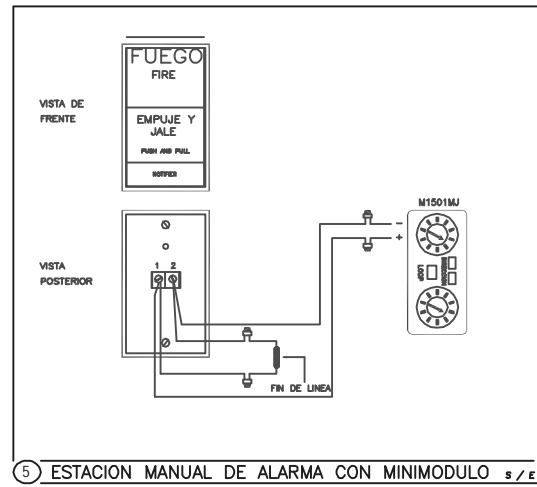 FUEGO
FIRE
VISTA DE
FRENTE
EMPUJE Y
JALE
PUSH AND PULL
NOTIFIER
M1501MJ
-
+
VISTA
POSTERIOR
1 2
LOOP
FIN DE LINEA
5 ESTACION MANUAL DE ALARMA CON MINIMODULO S/E